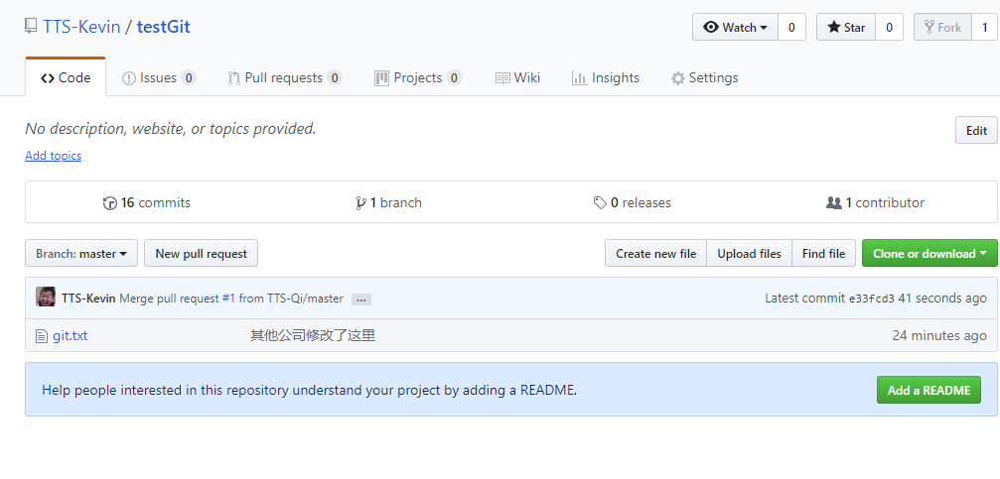 TTS-Kevin / testGit Watch 0 Star 0 Fork 1
Code Issues 0 Pull requests 0 Projects 0 Wiki Insights Settings
No description, website, or topics provided. Edit
Add topics
16 commits 1 branch 0 releases 1 contributor
Branch: master New pull request Create new file Upload files Find file Clone or download
TTS-Kevin Merge pull request #1 from TTS-Qi/master ... Latest commit e33fcd3 41 seconds ago
git.txt 其他公司修改了这里 24 minutes ago
Help people interested in this repository understand your project by adding a README. Add a README